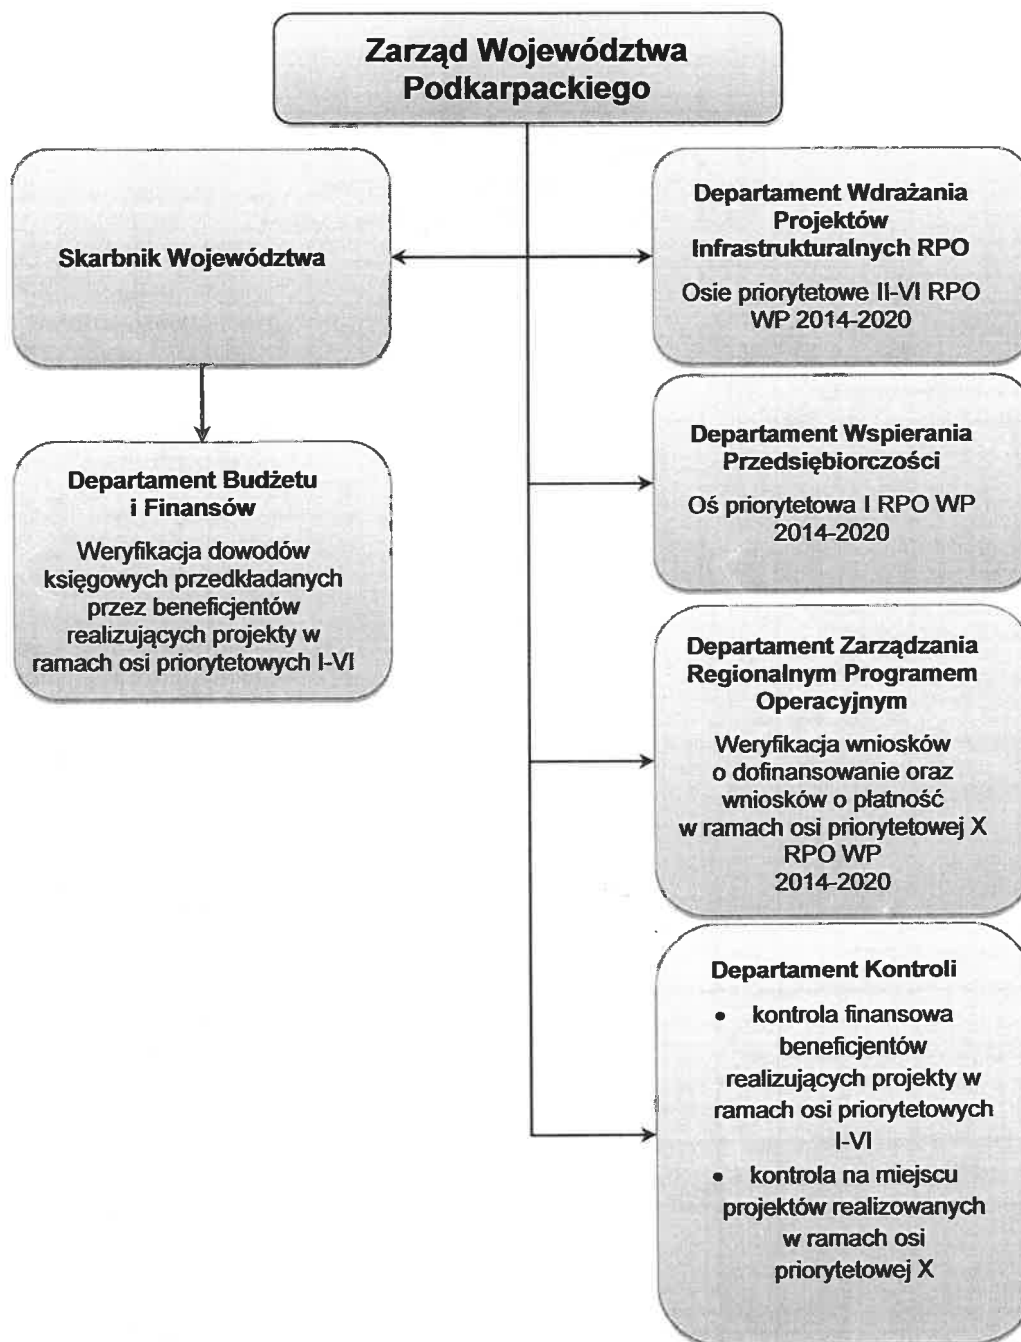 Zarząd Województwa
Podkarpackiego
Skarbnik Województwa
Departament Budżetu
i Finansów
Weryfikacja dowodów
księgowych przedkładanych
przez beneficjentów
realizujących projekty w
ramach osi priorytetowych I-VI
Departament Wdrażania
Projektów
Infrastrukturalnych RPO
Osie priorytetowe II-VI RPO
WP 2014-2020
Departament Wspierania
Przedsiębiorczości
Oś priorytetowa I RPO WP
2014-2020
Departament Zarządzania
Regionalnym Programem
Operacyjnym
Weryfikacja wniosków
o dofinansowanie oraz
wniosków o płatność
w ramach osi priorytetowej X
RPO WP
2014-2020
Departament Kontroli
• kontrola finansowa
beneficjentów
realizujących projekty w
ramach osi priorytetowych
I-VI
• kontrola na miejscu
projektów realizowanych
w ramach osi
priorytetowej X